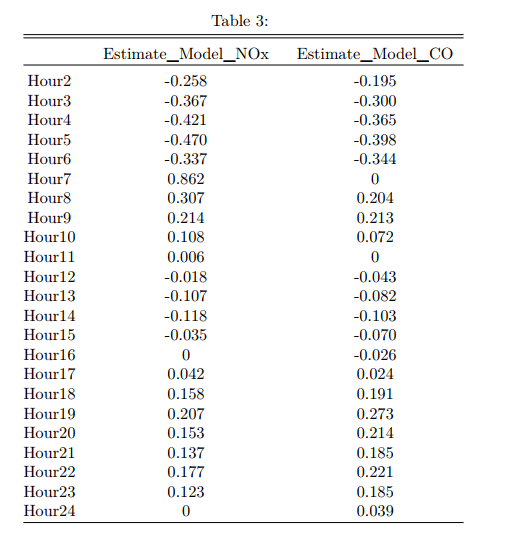 Table 3:
Estimate_Model_NOx Estimate_Model_CO
Hour2 -0.258 -0.195
Hour3 -0.367 -0.300
Hour4 -0.421 -0.365
Hour5 -0.470 -0.398
Hour6 -0.337 -0.344
Hour7 0.862 0
Hour8 0.307 0.204
Hour9 0.214 0.213
Hour10 0.108 0.072
Hour11 0.006 0
Hour12 -0.018 -0.043
Hour13 -0.107 -0.082
Hour14 -0.118 -0.103
Hour15 -0.035 -0.070
Hour16 0 -0.026
Hour17 0.042 0.024
Hour18 0.158 0.191
Hour19 0.207 0.273
Hour20 0.153 0.214
Hour21 0.137 0.185
Hour22 0.177 0.221
Hour23 0.123 0.185
Hour24 0 0.039